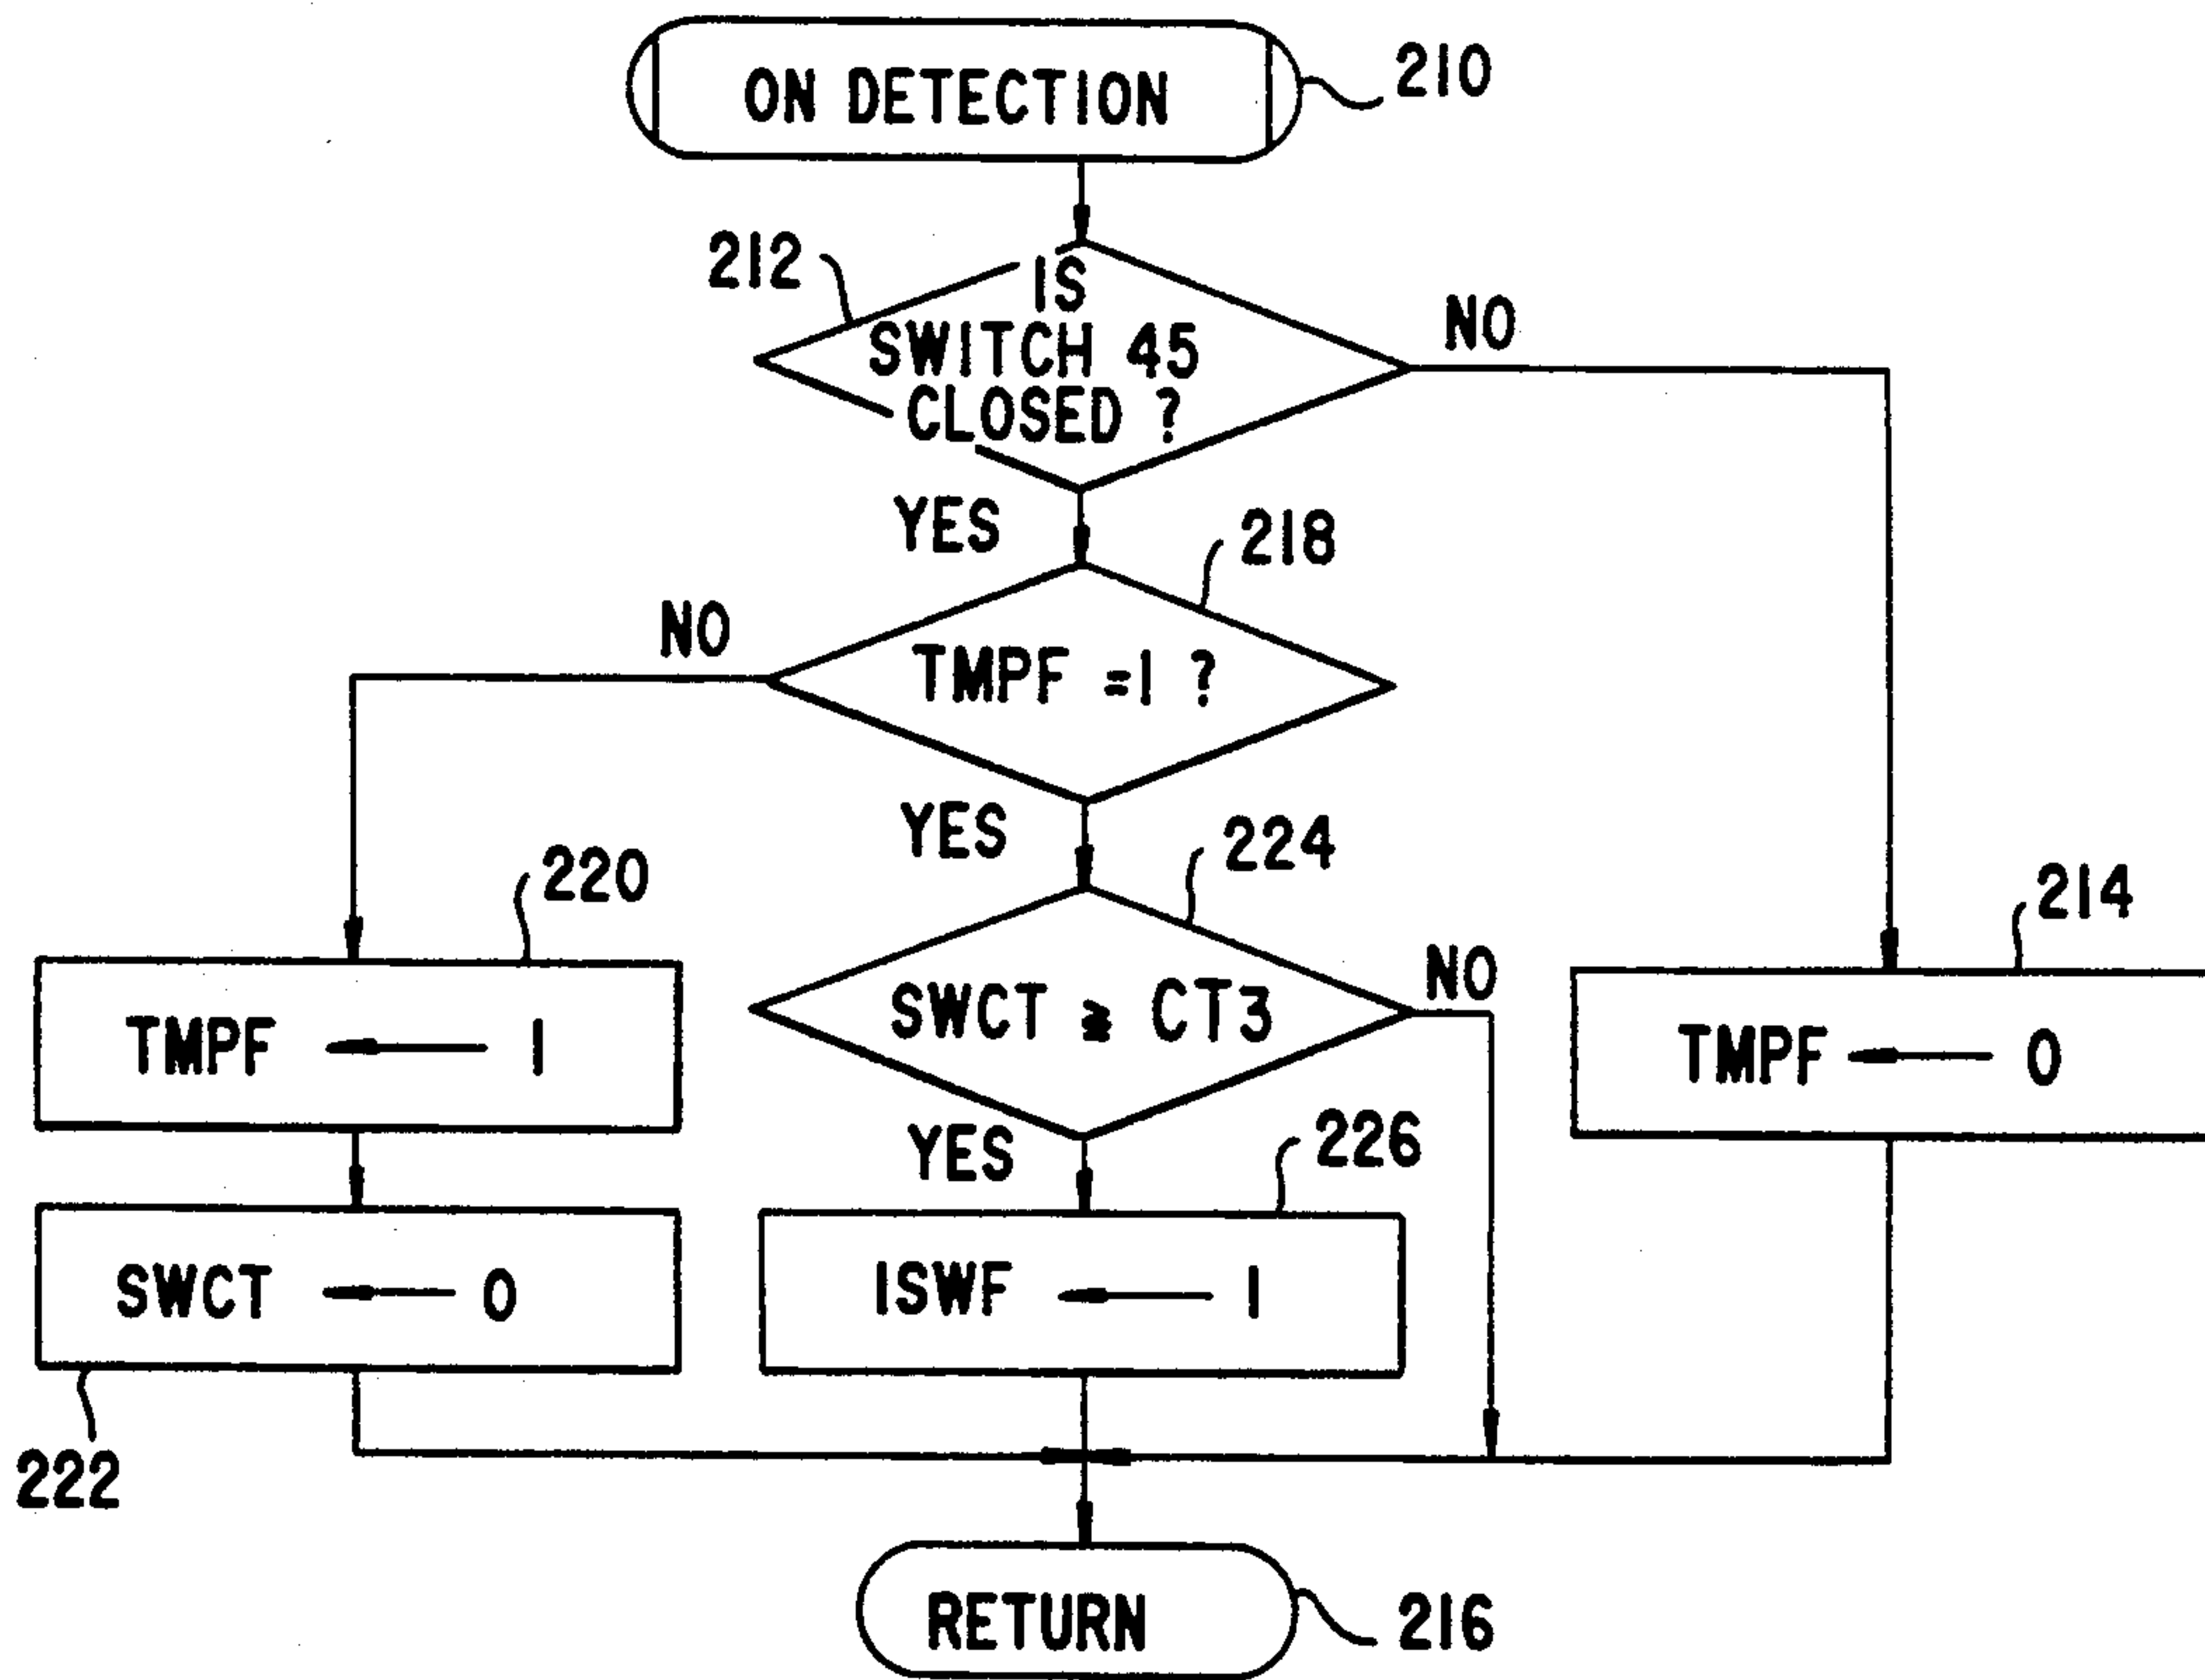 ON DETECTION
210
212
IS
SWITCH 45
CLOSED ?
NO
YES
218
NO
TMPF =1 ?
YES
224
220
214
NO
SWCT ≧ CT3
TMPF ← 1
TMPF ← 0
YES
226
SWCT ← 0
ISWF ← 1
222
RETURN
216